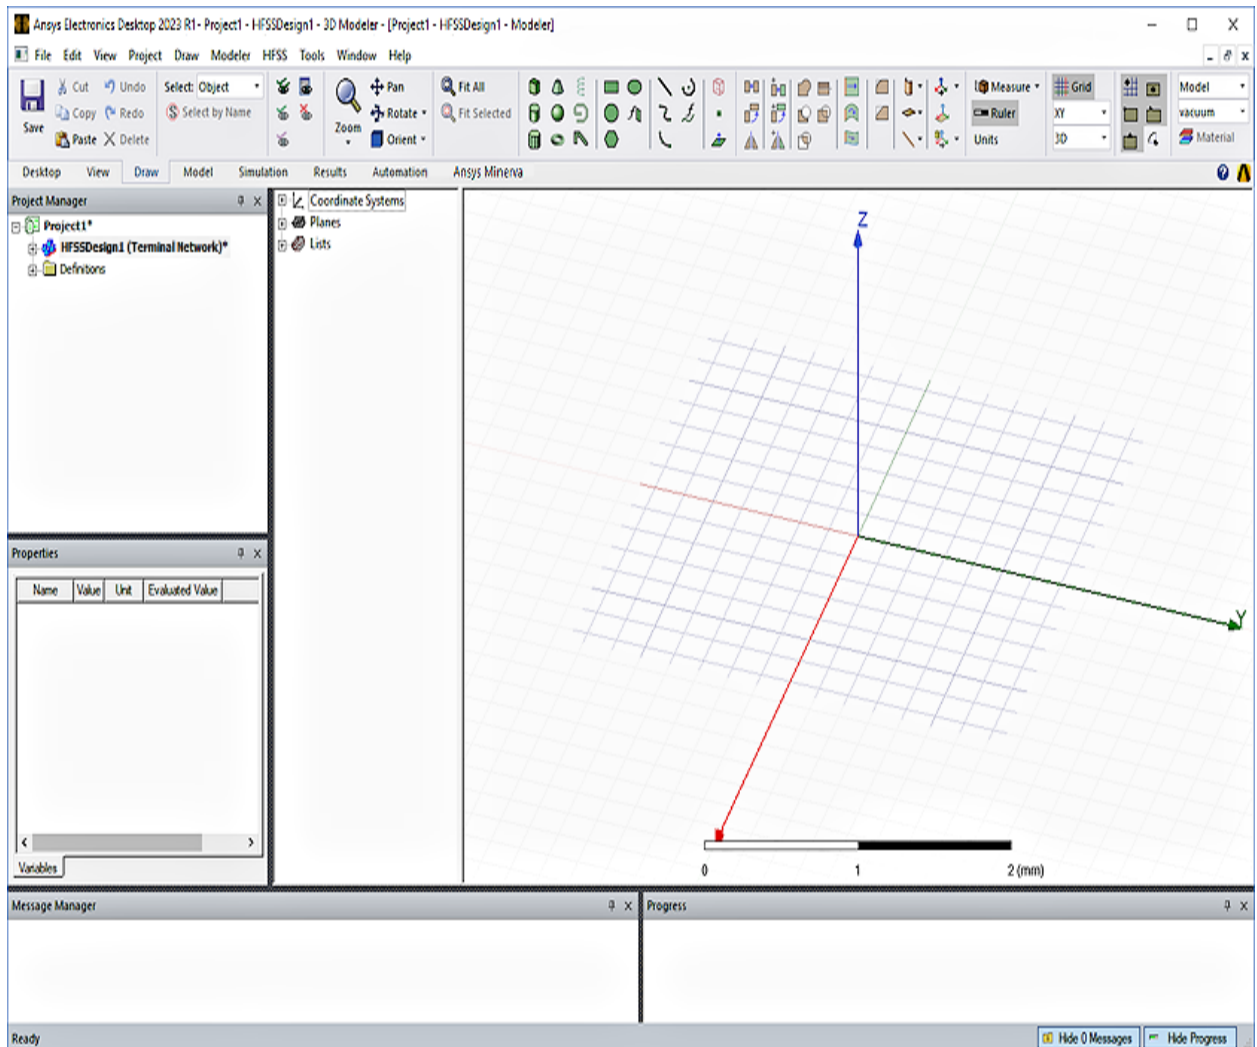 Ansys Electronics Desktop 2023 R1 - Project1 - HFSSDesign1 - 3D Modeler - [Project1 - HFSSDesign1 - Modeler]
File Edit View Project Draw Modeler HFSS Tools Window Help
Save
Cut Undo
Copy Redo
Paste Delete
Select: Object
Select by Name
Zoom
Pan
Rotate
Orient
Fit All
Fit Selected
Measure
Ruler
Units
Grid
XY
3D
Model
vacuum
Material
Desktop View Draw Model Simulation Results Automation Ansys Minerva
Project Manager
Project1*
HFSSDesign1 (Terminal Network)*
Definitions
Coordinate Systems
Planes
Lists
Z
Y
0 1 2 (mm)
Properties
Name Value Unit Evaluated Value
Variables
Message Manager
Progress
Ready
Hide 0 Messages Hide Progress